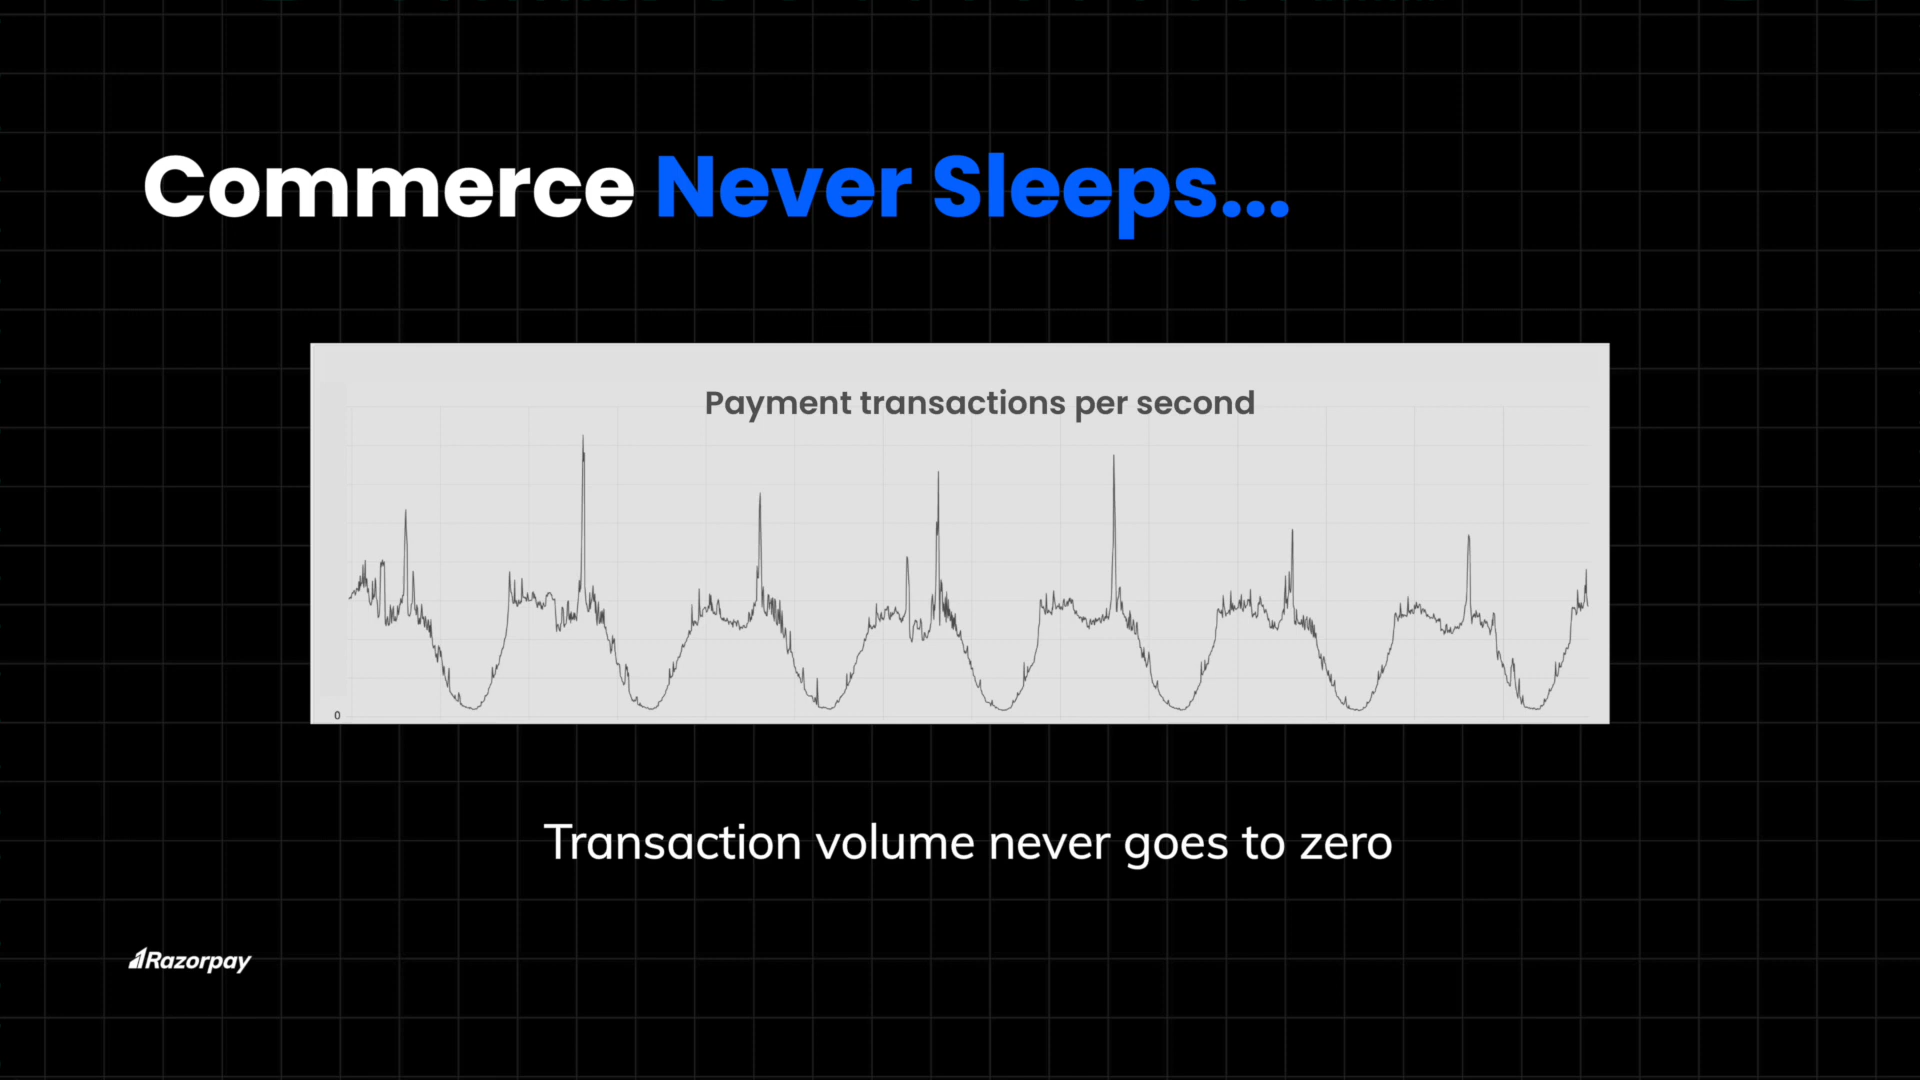 Commerce Never Sleeps...
Payment transactions per second
0
Transaction volume never goes to zero
Razorpay